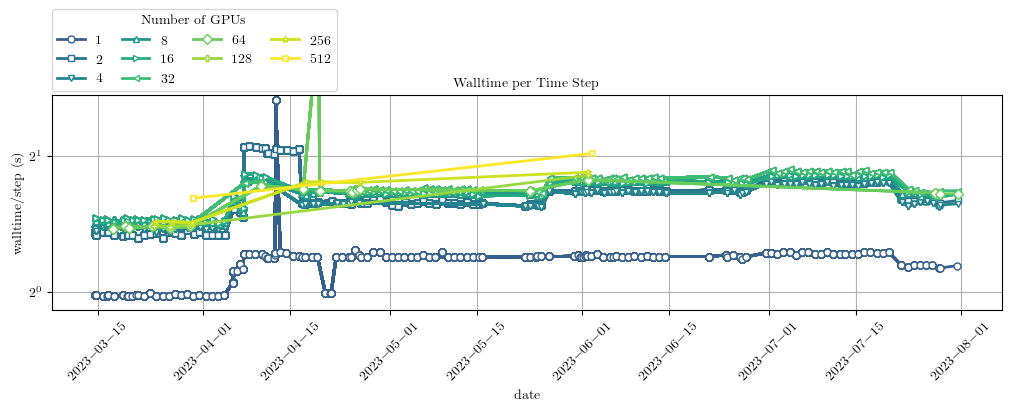 Number of GPUs
1 8 64 256
2 16 128 512
4 32
Walltime per Time Step
walltime/step (s)
2^1
2^0
2023−03−15
2023−04−01
2023−04−15
2023−05−01
2023−05−15
2023−06−01
2023−06−15
2023−07−01
2023−07−15
2023−08−01
date